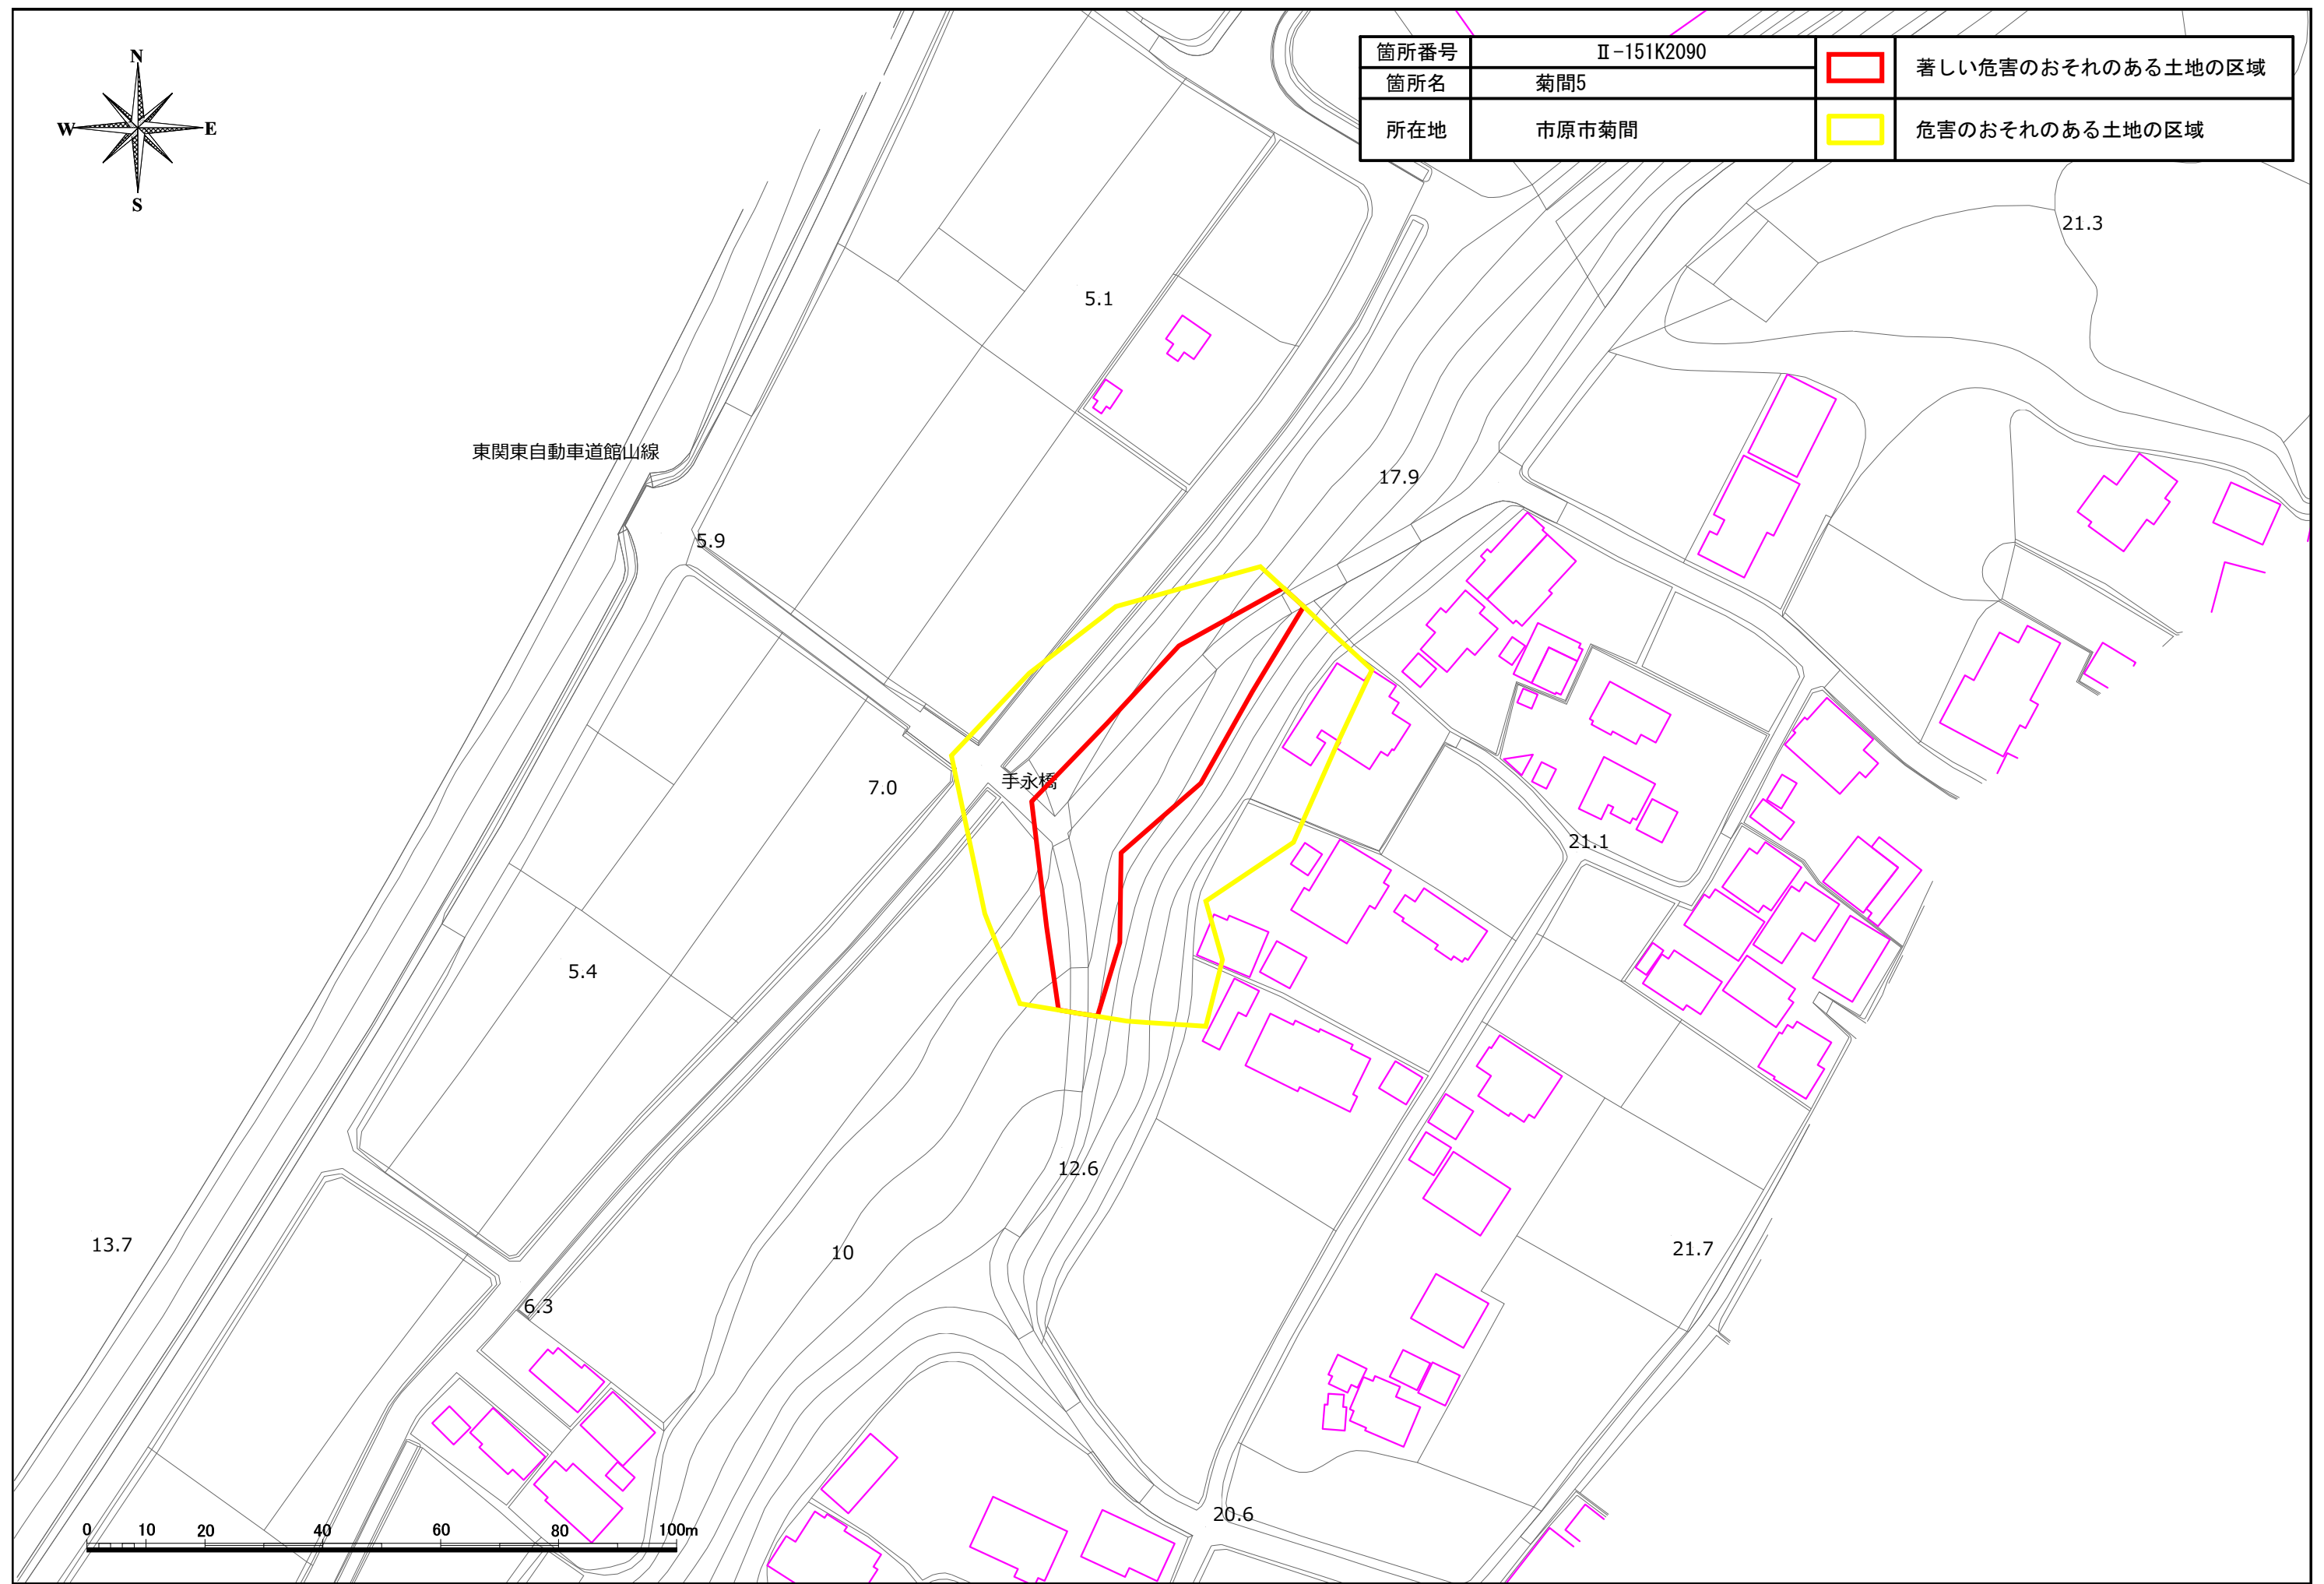 N
W
E
S
箇所番号
Ⅱ-151K2090
著しい危害のおそれのある土地の区域
箇所名
菊間5
所在地
市原市菊間
危害のおそれのある土地の区域
21.3
5.1
東関東自動車道館山線
17.9
5.9
手永橋
7.0
21.1
5.4
12.6
13.7
10
21.7
6.3
20.6
0 10 20 40 60 80 100m